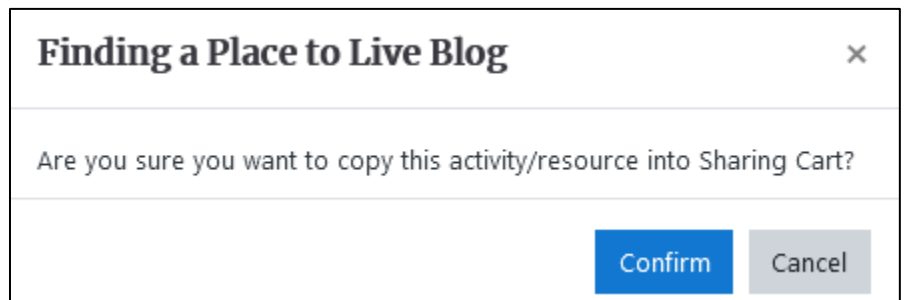 Finding a Place to Live Blog ×
Are you sure you want to copy this activity/resource into Sharing Cart?
Confirm Cancel